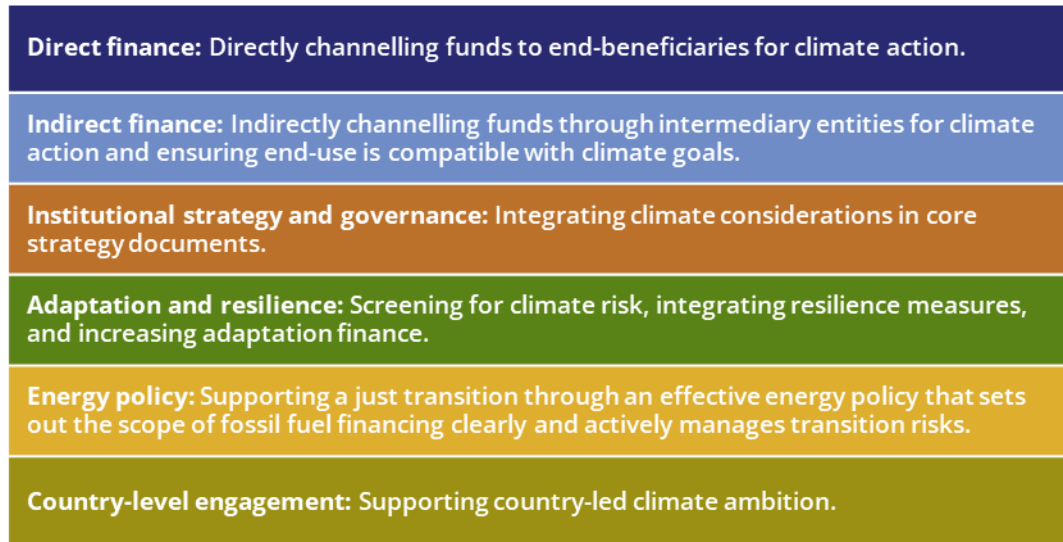 Direct finance: Directly channelling funds to end-beneficiaries for climate action.
Indirect finance: Indirectly channelling funds through intermediary entities for climate
action and ensuring end-use is compatible with climate goals.
Institutional strategy and governance: Integrating climate considerations in core
strategy documents.
Adaptation and resilience: Screening for climate risk, integrating resilience measures,
and increasing adaptation finance.
Energy policy: Supporting a just transition through an effective energy policy that sets
out the scope of fossil fuel financing clearly and actively manages transition risks.
Country-level engagement: Supporting country-led climate ambition.